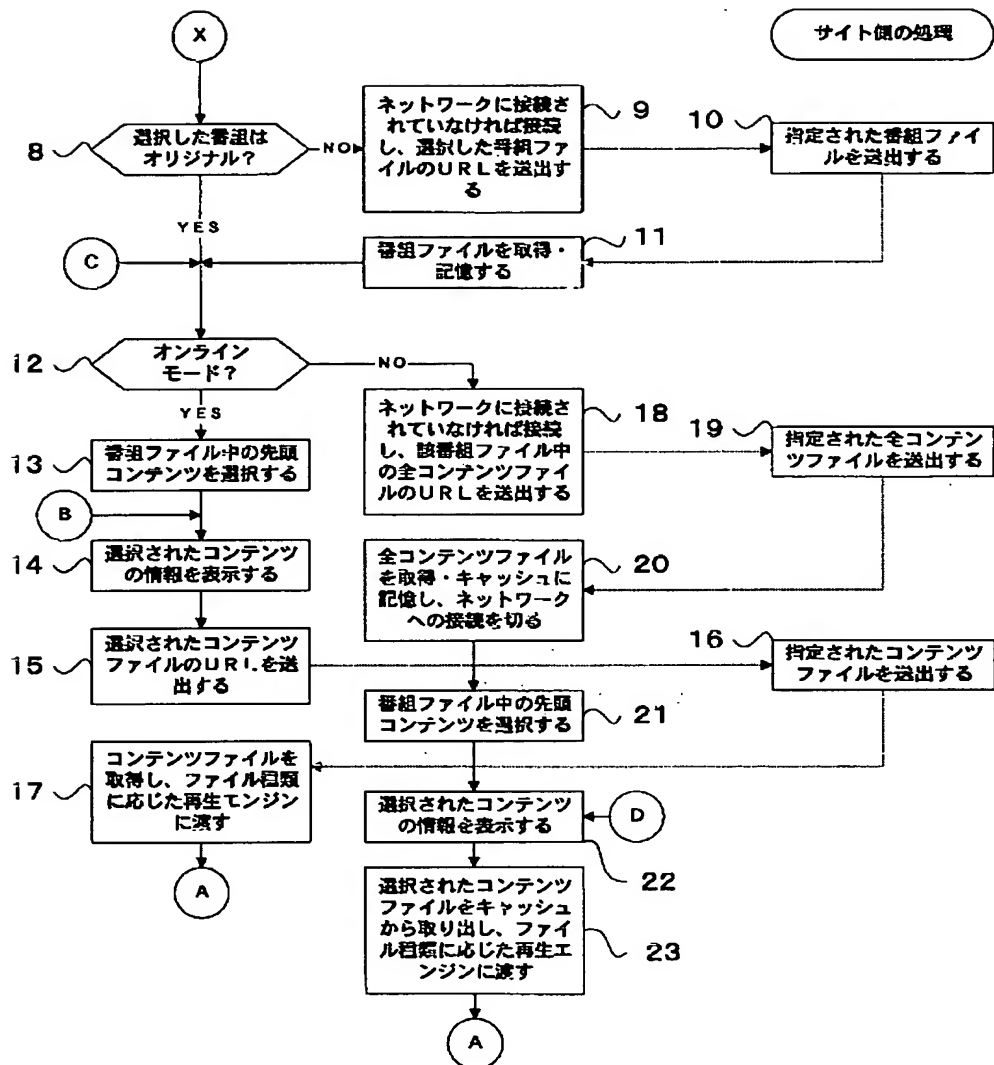 X
サイト側の処理
8
選択した番組は
オリジナル？
NO
ネットワークに接続さ
れていなければ接続
し、選択した番組ファ
イルのＵＲＬを送出す
る
9
10
指定された番組ファイ
ルを送出する
YES
C
番組ファイルを取得・
記憶する
11
12
オンライン
モード？
NO
YES
13
番組ファイル中の先頭
コンテンツを選択する
ネットワークに接続さ
れていなければ接続
し、該番組ファイル中
の全コンテンツファイ
ルのＵＲＬを送出する
18
19
指定された全コンテン
ツファイルを送出する
B
14
選択されたコンテンツ
の情報を表示する
全コンテンツファイル
を取得・キャッシュに
記憶し、ネットワーク
への接続を切る
20
15
選択されたコンテンツ
ファイルのＵＲＬを送
出する
16
指定されたコンテンツ
ファイルを送出する
番組ファイル中の先頭
コンテンツを選択する
21
17
コンテンツファイルを
取得し、ファイル種類
に応じた再生エンジン
に渡す
選択されたコンテンツ
の情報を表示する
D
22
A
選択されたコンテンツ
ファイルをキャッシュ
から取り出し、ファイ
ル種類に応じた再生エ
ンジンに渡す
23
A